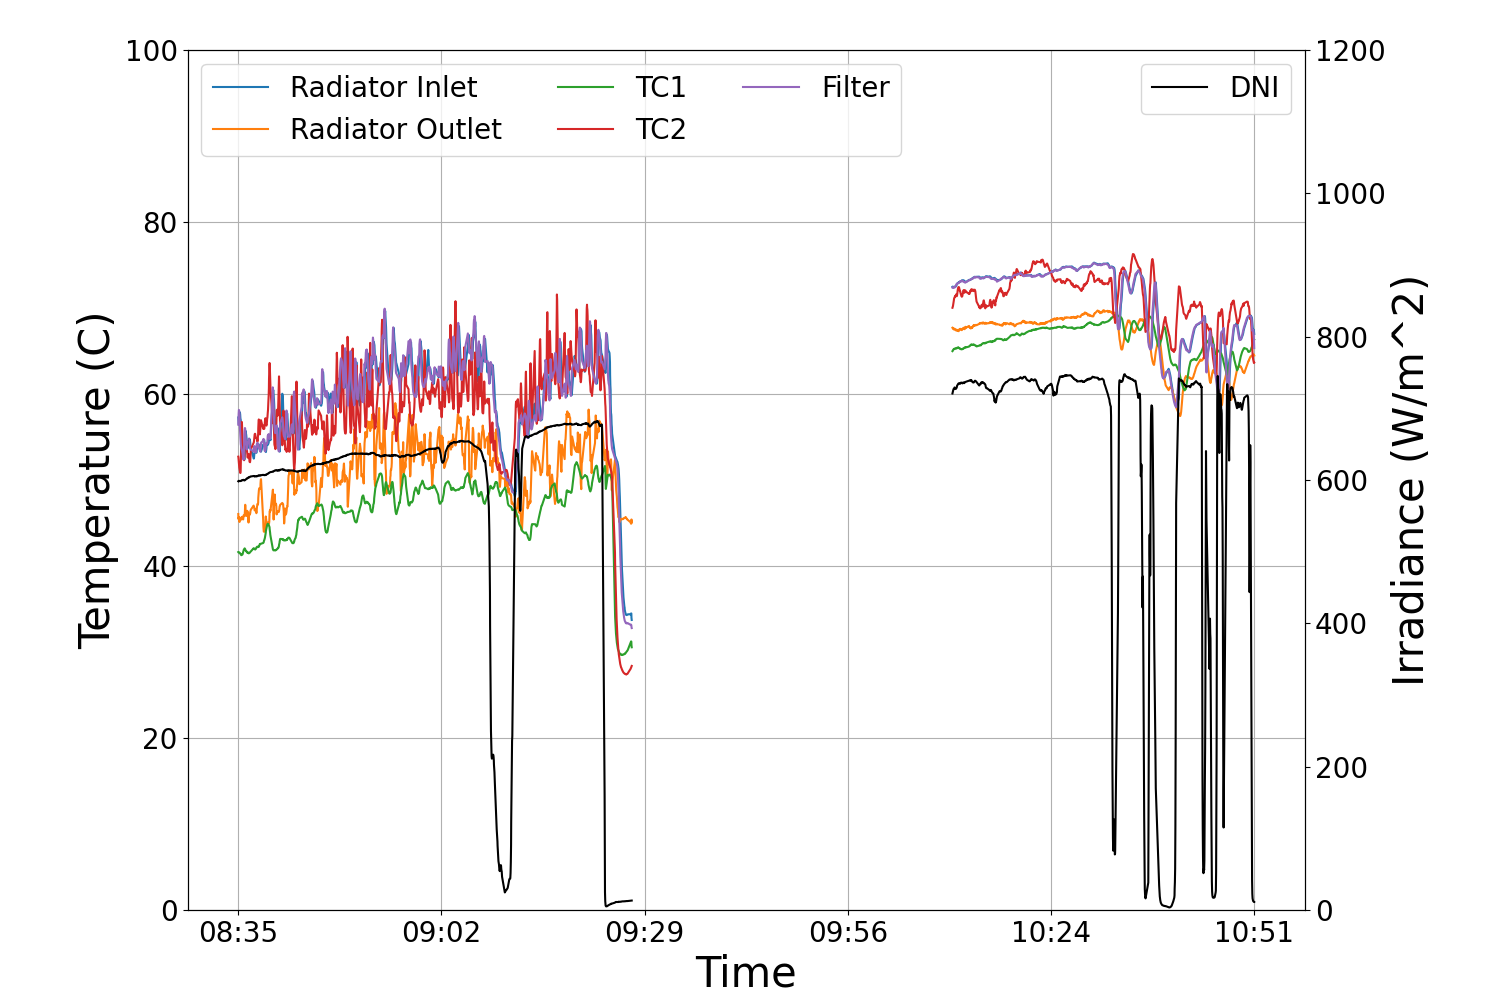 100
80
60
40
20
0
Temperature (C)
Radiator Inlet
Radiator Outlet
TC1
TC2
Filter
DNI
1200
1000
800
600
400
200
0
Irradiance (W/m^2)
08:35 09:02 09:29 09:56 10:24 10:51
Time